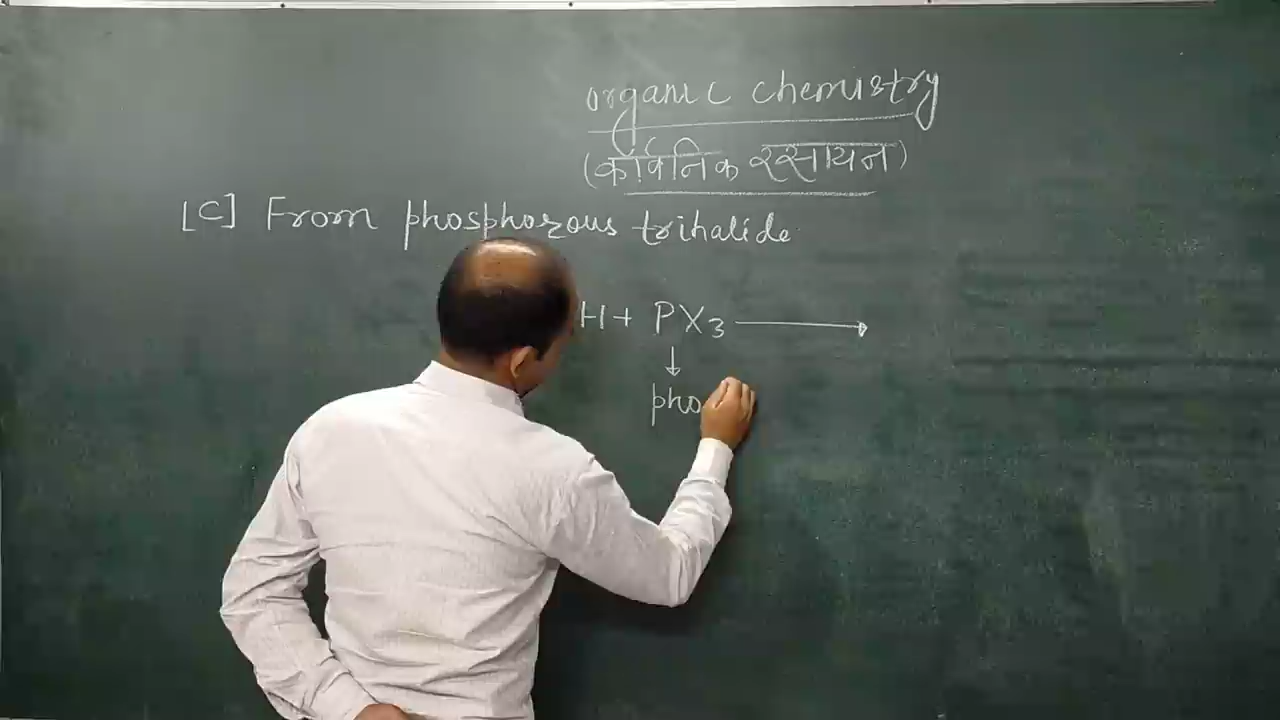 organic chemistry
(कार्बनिक रसायन)
[C] From phosphorous trihalide
H + PX3 ⟶
↓
pho